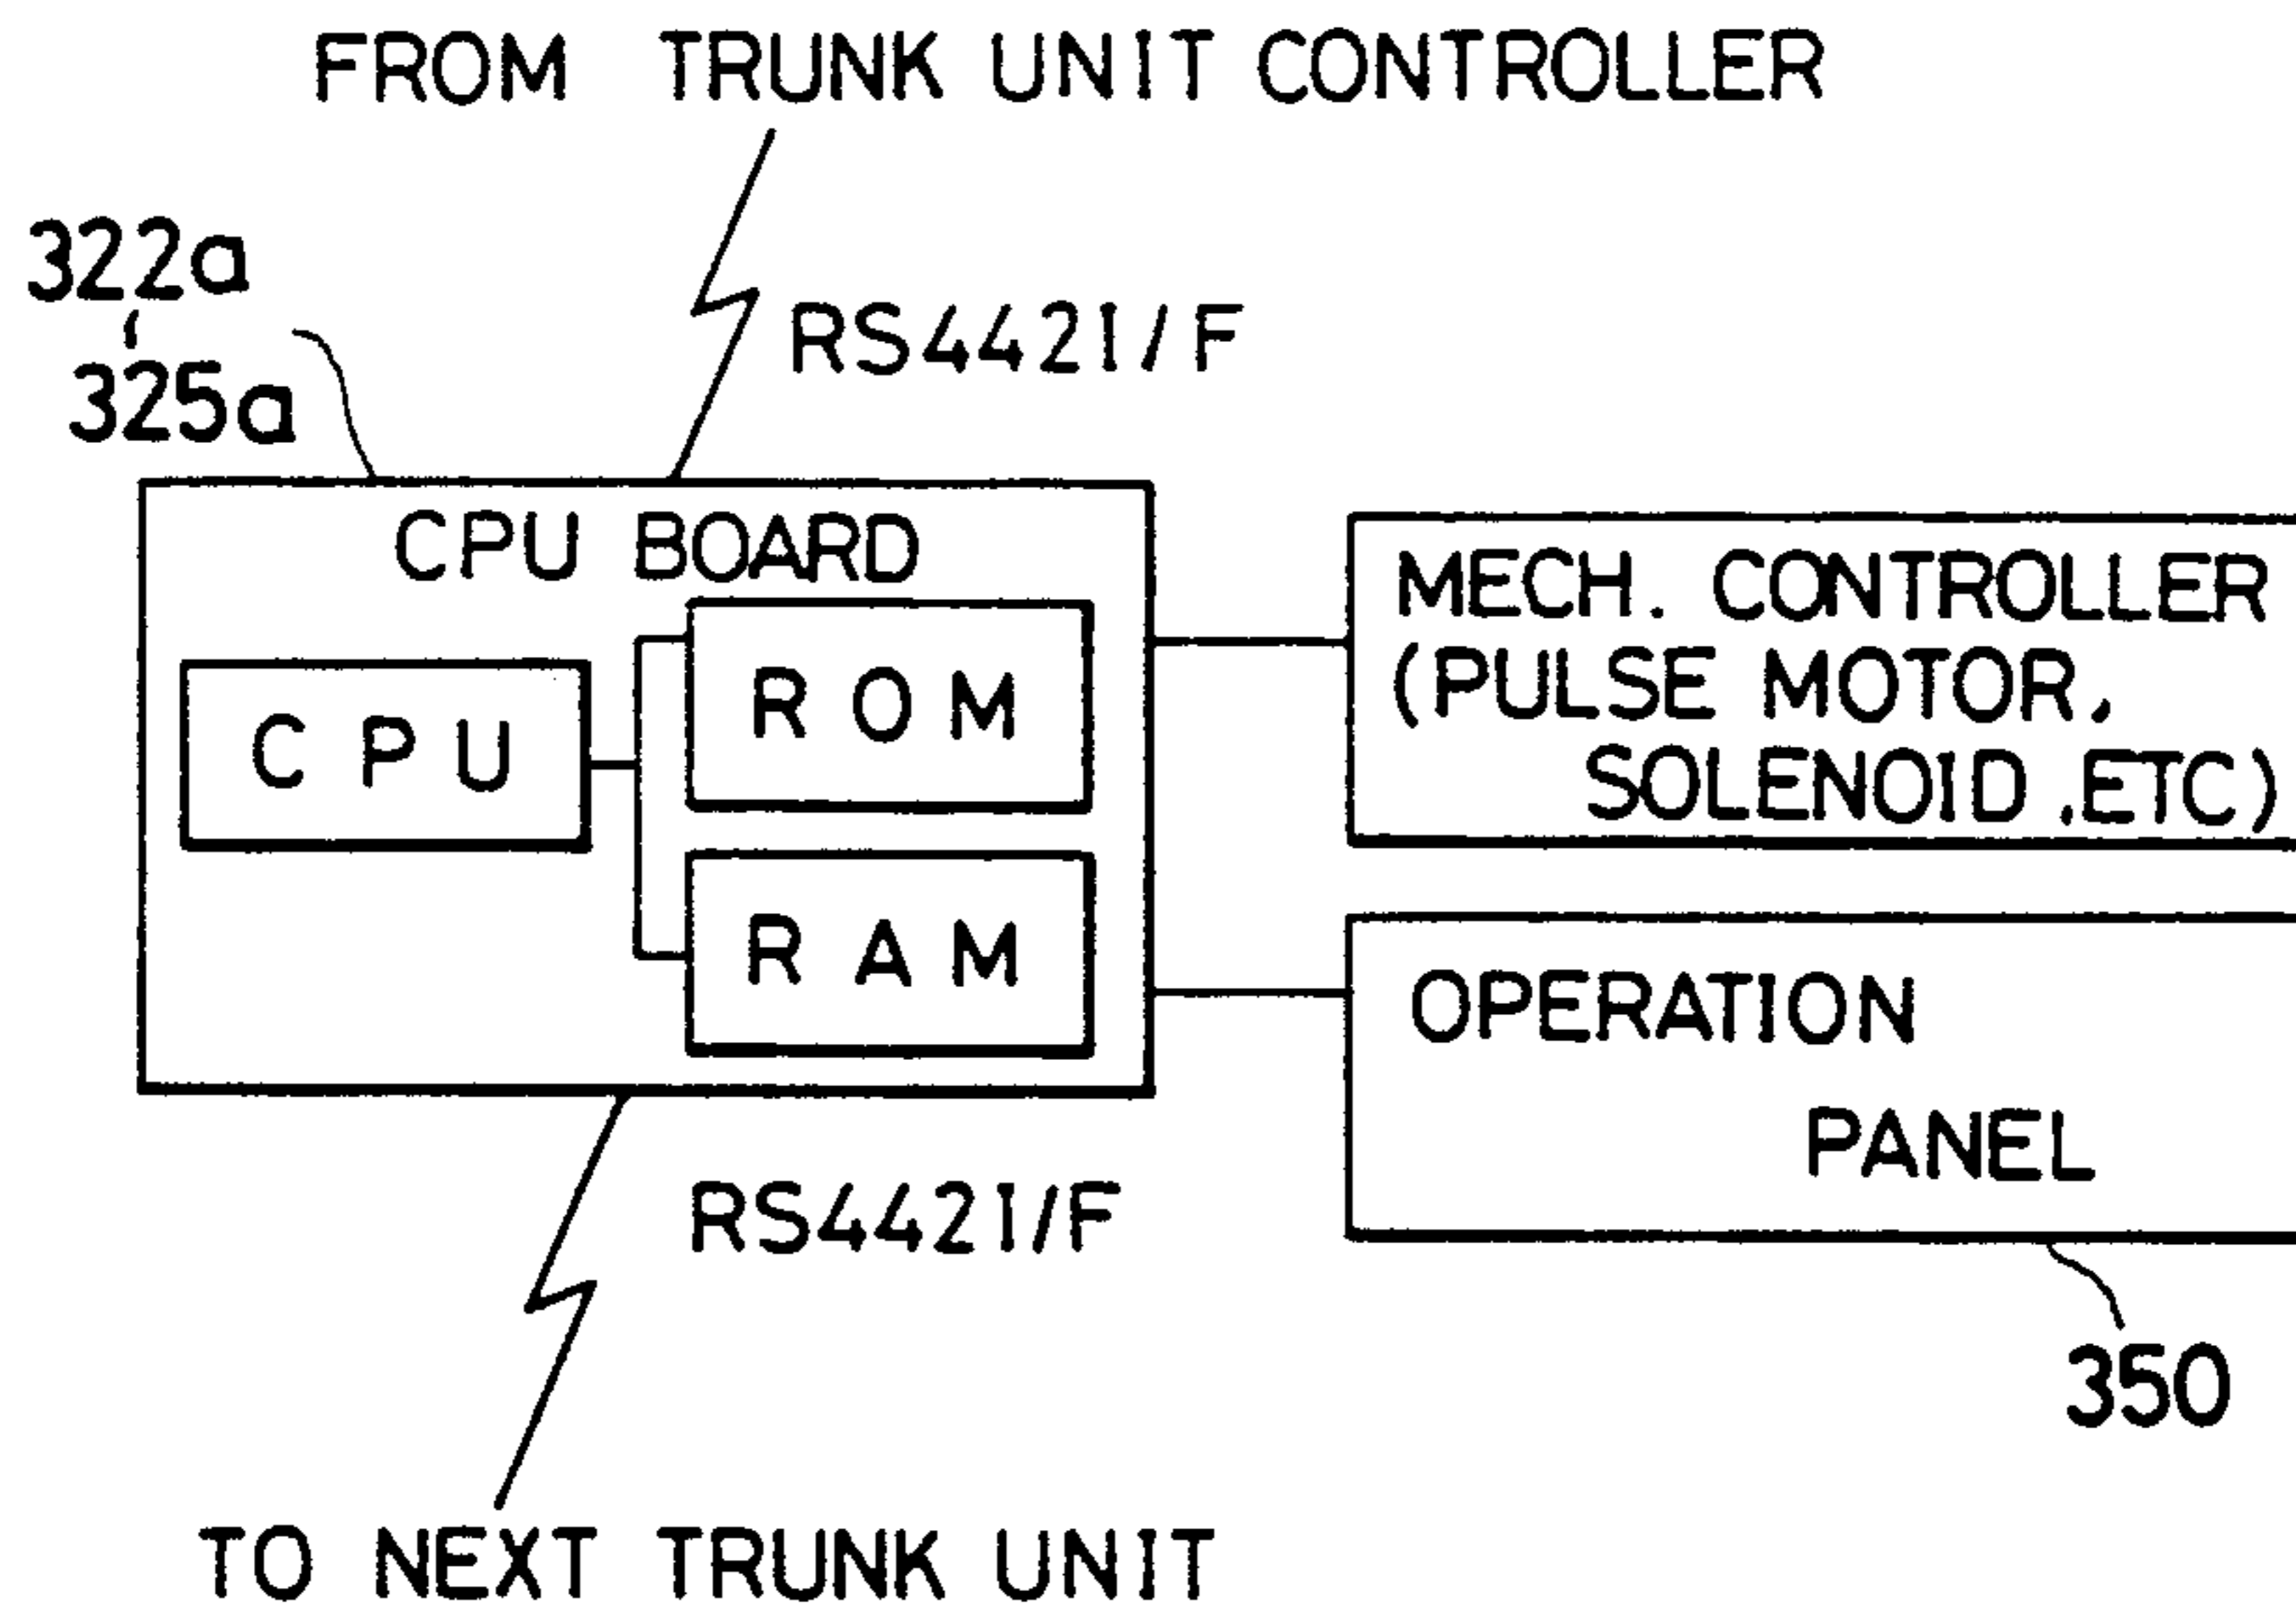 FROM TRUNK UNIT CONTROLLER
322a
325a
RS442I/F
CPU BOARD
CPU
ROM
RAM
MECH. CONTROLLER
(PULSE MOTOR,
SOLENOID ,ETC)
OPERATION
PANEL
350
RS442I/F
TO NEXT TRUNK UNIT